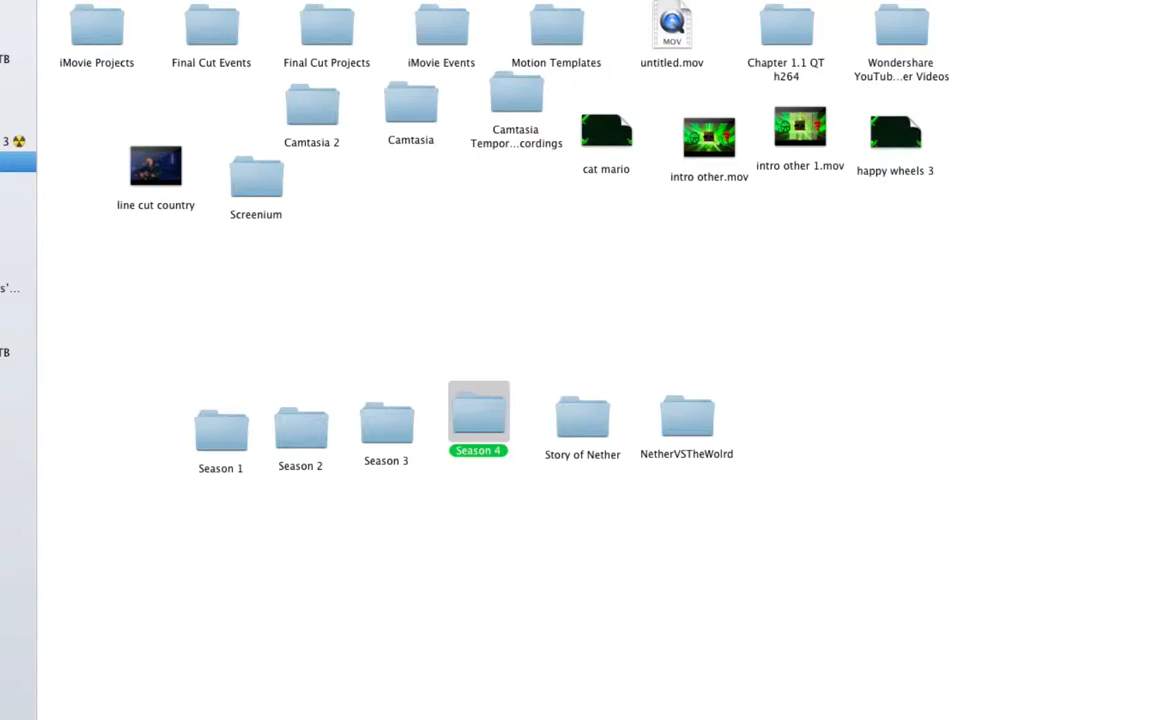 iMovie Projects
Final Cut Events
Final Cut Projects
iMovie Events
Motion Templates
MOV
untitled.mov
Chapter 1.1 QT
h264
Wondershare
YouTub...er Videos
TB
Camtasia 2
Camtasia
Camtasia
Tempor...cordings
cat mario
intro other.mov
intro other 1.mov
happy wheels 3
3
line cut country
Screenium
s'...
TB
Season 1
Season 2
Season 3
Season 4
Story of Nether
NetherVSTheWolrd